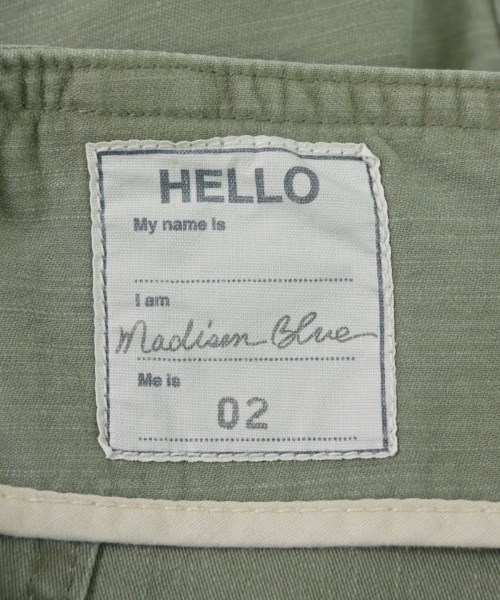 HELLO
My name is
I am
Madison Blue
Me is
02